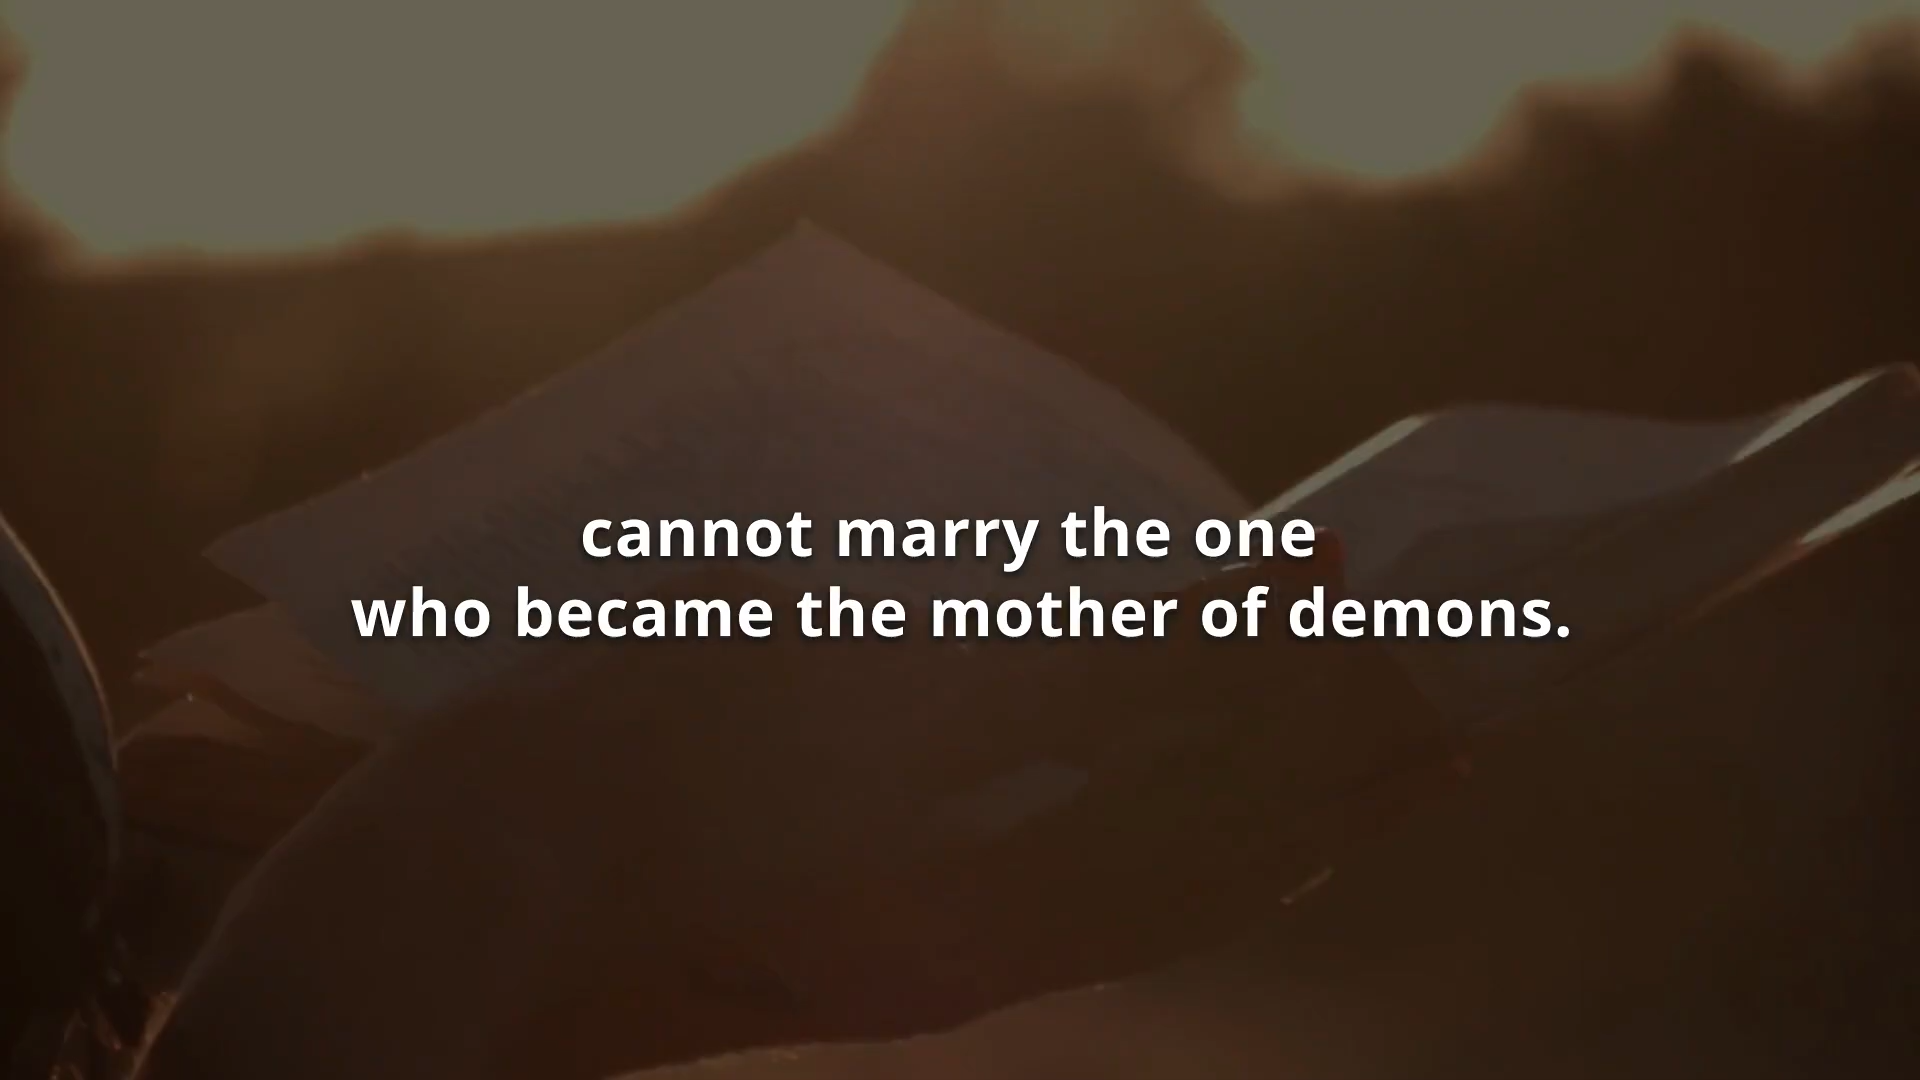 cannot marry the one
who became the mother of demons.